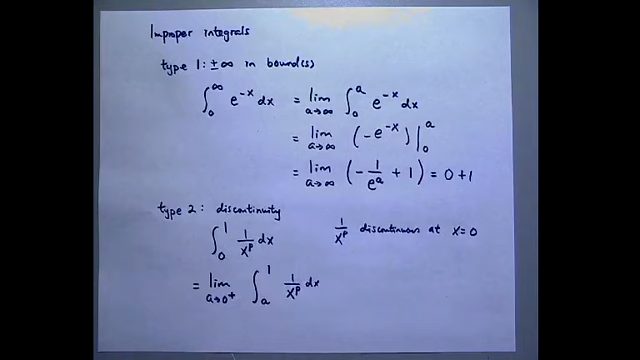 Improper integrals
type 1: ±∞ in bound(s)
∫₀^∞ e^{-x} dx = lim_{a→∞} ∫₀^a e^{-x} dx
= lim_{a→∞} (-e^{-x}) |₀^a
= lim_{a→∞} (-1/e^a + 1) = 0 + 1
type 2: discontinuity
∫₀^1 1/x^p dx 1/x^p discontinuous at x=0
= lim_{a→0⁺} ∫_a^1 1/x^p dx